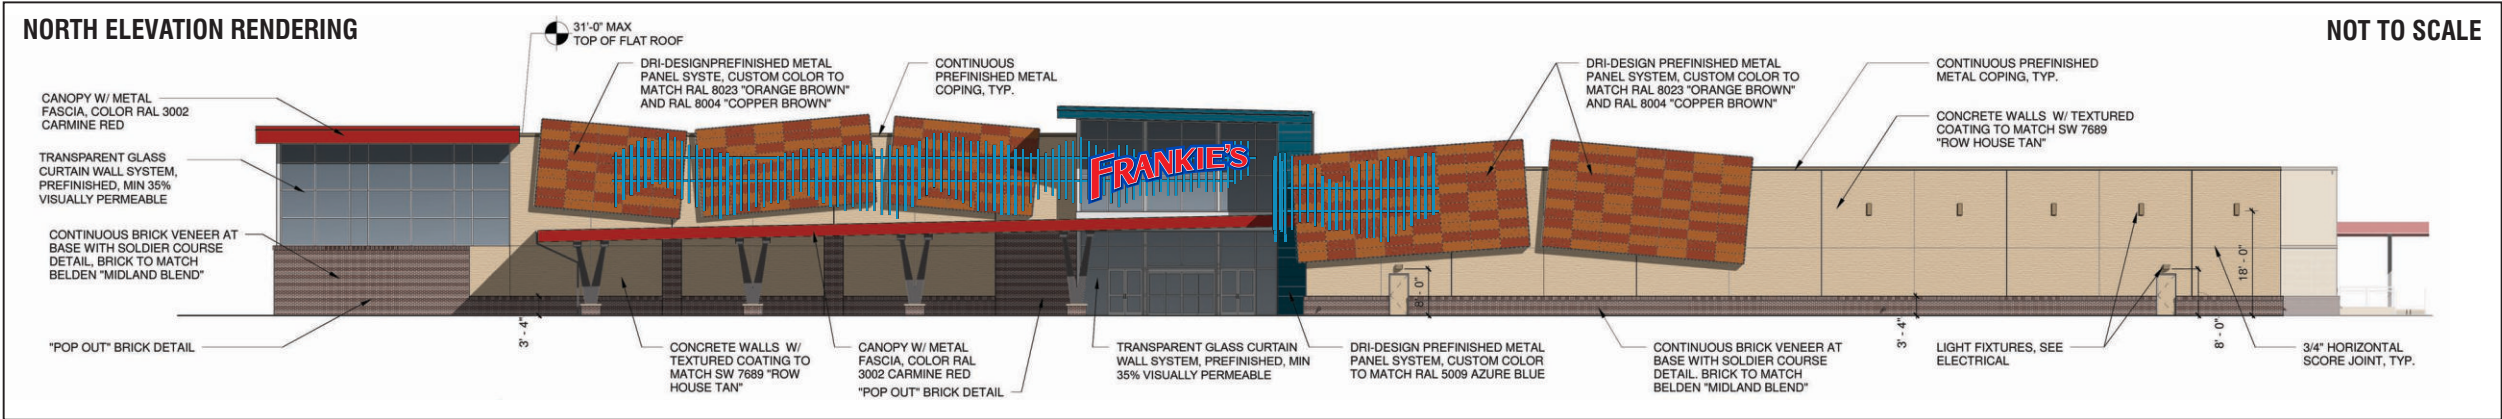 NORTH ELEVATION RENDERING
NOT TO SCALE
31'-0" MAX
TOP OF FLAT ROOF
CANOPY W/ METAL
FASCIA, COLOR RAL 3002
CARMINE RED
TRANSPARENT GLASS
CURTAIN WALL SYSTEM,
PREFINISHED, MIN 35%
VISUALLY PERMEABLE
CONTINUOUS BRICK VENEER AT
BASE WITH SOLDIER COURSE
DETAIL, BRICK TO MATCH
BELDEN "MIDLAND BLEND"
"POP OUT" BRICK DETAIL
DRI-DESIGNPREFINISHED METAL
PANEL SYSTE, CUSTOM COLOR TO
MATCH RAL 8023 "ORANGE BROWN"
AND RAL 8004 "COPPER BROWN"
CONTINUOUS
PREFINISHED METAL
COPING, TYP.
FRANKIE'S
DRI-DESIGN PREFINISHED METAL
PANEL SYSTEM, CUSTOM COLOR TO
MATCH RAL 8023 "ORANGE BROWN"
AND RAL 8004 "COPPER BROWN"
CONTINUOUS PREFINISHED
METAL COPING, TYP.
CONCRETE WALLS W/ TEXTURED
COATING TO MATCH SW 7689
"ROW HOUSE TAN"
3' - 4"
8' - 0"
3' - 4"
8' - 0"
18' - 0"
CONCRETE WALLS W/
TEXTURED COATING TO
MATCH SW 7689 "ROW
HOUSE TAN"
CANOPY W/ METAL
FASCIA, COLOR RAL
3002 CARMINE RED
"POP OUT" BRICK DETAIL
TRANSPARENT GLASS CURTAIN
WALL SYSTEM, PREFINISHED, MIN
35% VISUALLY PERMEABLE
DRI-DESIGN PREFINISHED METAL
PANEL SYSTEM, CUSTOM COLOR
TO MATCH RAL 5009 AZURE BLUE
CONTINUOUS BRICK VENEER AT
BASE WITH SOLDIER COURSE
DETAIL. BRICK TO MATCH
BELDEN "MIDLAND BLEND"
LIGHT FIXTURES, SEE
ELECTRICAL
3/4" HORIZONTAL
SCORE JOINT, TYP.